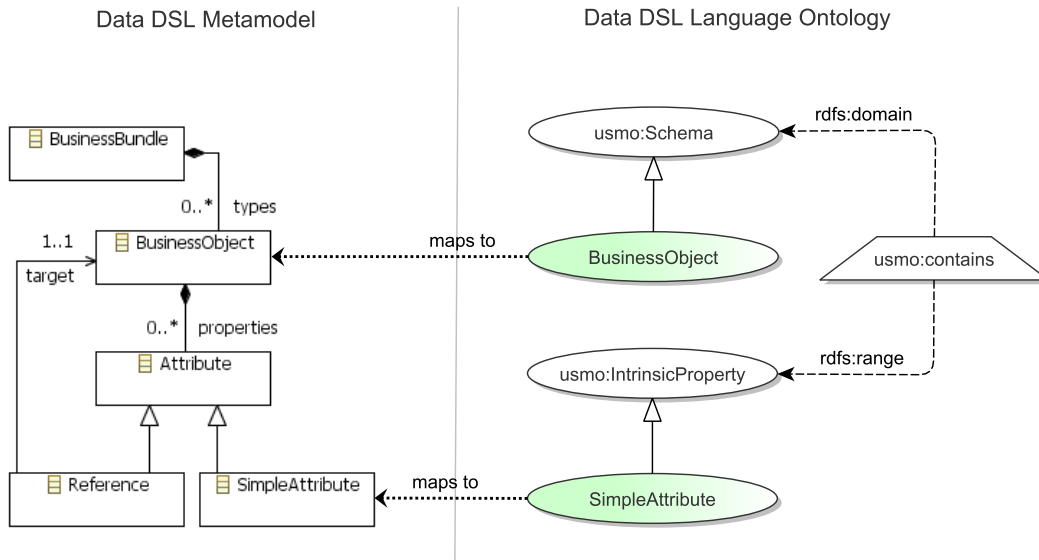 Data DSL Metamodel
Data DSL Language Ontology
BusinessBundle
0..* types
1..1
target
BusinessObject
0..* properties
Attribute
Reference
SimpleAttribute
maps to
maps to
usmo:Schema
rdfs:domain
BusinessObject
usmo:contains
usmo:IntrinsicProperty
rdfs:range
SimpleAttribute